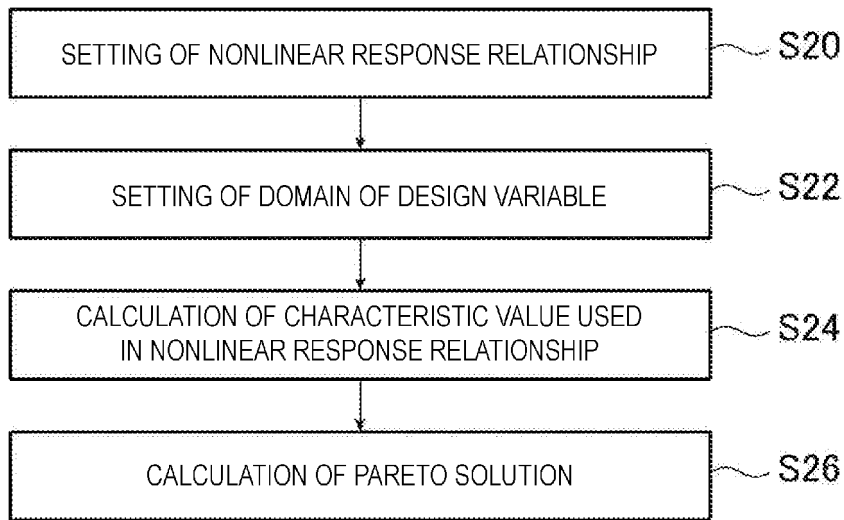 SETTING OF NONLINEAR RESPONSE RELATIONSHIP
S20
SETTING OF DOMAIN OF DESIGN VARIABLE
S22
CALCULATION OF CHARACTERISTIC VALUE USED
IN NONLINEAR RESPONSE RELATIONSHIP
S24
CALCULATION OF PARETO SOLUTION
S26